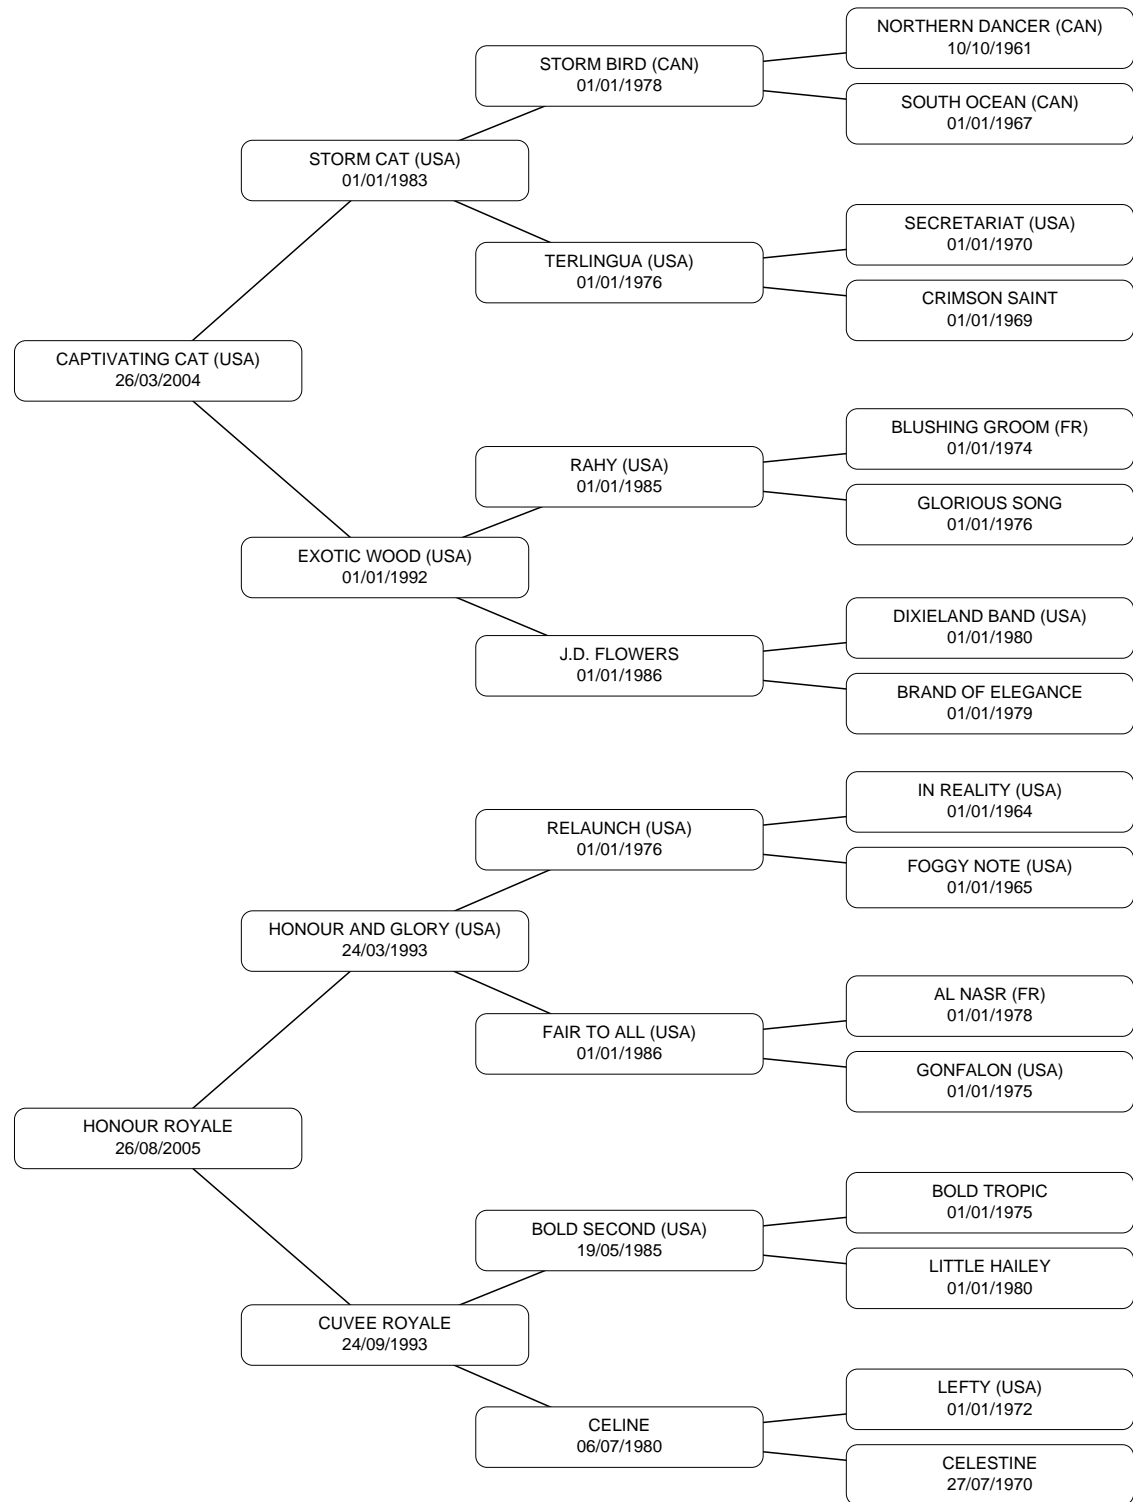 NORTHERN DANCER (CAN)
10/10/1961
STORM BIRD (CAN)
01/01/1978
SOUTH OCEAN (CAN)
01/01/1967
STORM CAT (USA)
01/01/1983
SECRETARIAT (USA)
01/01/1970
TERLINGUA (USA)
01/01/1976
CRIMSON SAINT
01/01/1969
CAPTIVATING CAT (USA)
26/03/2004
BLUSHING GROOM (FR)
01/01/1974
RAHY (USA)
01/01/1985
GLORIOUS SONG
01/01/1976
EXOTIC WOOD (USA)
01/01/1992
DIXIELAND BAND (USA)
01/01/1980
J.D. FLOWERS
01/01/1986
BRAND OF ELEGANCE
01/01/1979
IN REALITY (USA)
01/01/1964
RELAUNCH (USA)
01/01/1976
FOGGY NOTE (USA)
01/01/1965
HONOUR AND GLORY (USA)
24/03/1993
AL NASR (FR)
01/01/1978
FAIR TO ALL (USA)
01/01/1986
GONFALON (USA)
01/01/1975
HONOUR ROYALE
26/08/2005
BOLD TROPIC
01/01/1975
BOLD SECOND (USA)
19/05/1985
LITTLE HAILEY
01/01/1980
CUVEE ROYALE
24/09/1993
LEFTY (USA)
01/01/1972
CELINE
06/07/1980
CELESTINE
27/07/1970